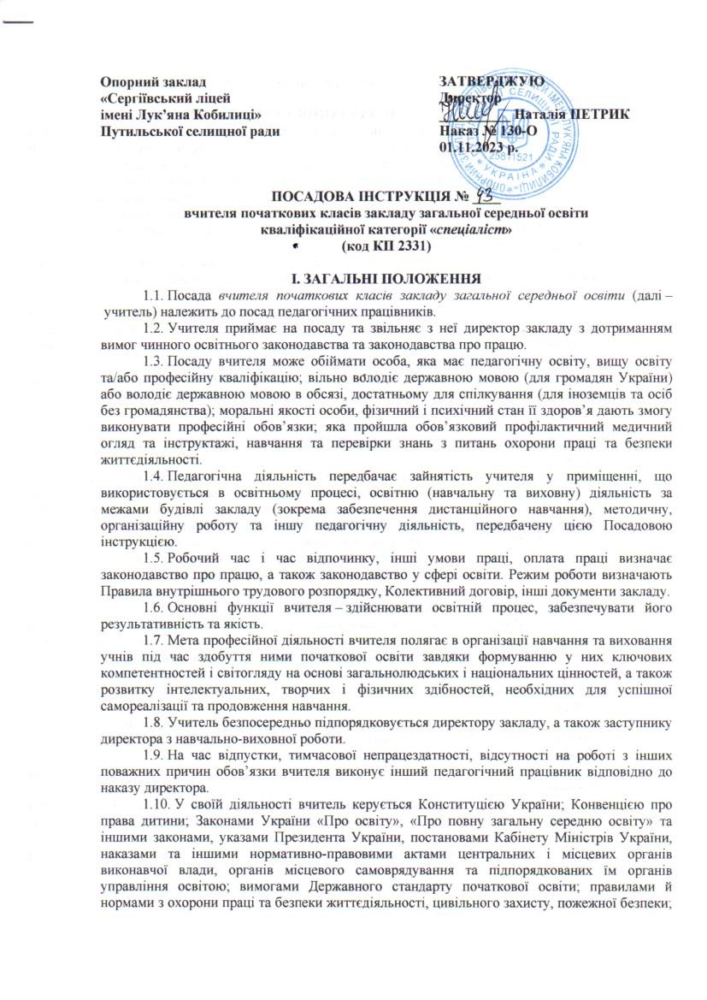 Опорний заклад
«Сергіївський ліцей
імені Лук’яна Кобилиці»
Путильської селищної ради
ЗАТВЕРДЖУЮ
Директор
Наталія ПЕТРИК
Наказ № 130-О
01.11.2023 р.
25811521
УКРАЇНА
ПОСАДОВА ІНСТРУКЦІЯ № 43
вчителя початкових класів закладу загальної середньої освіти
кваліфікаційної категорії «спеціаліст»
(код КП 2331)
І. ЗАГАЛЬНІ ПОЛОЖЕННЯ
1.1. Посада вчителя початкових класів закладу загальної середньої освіти (далі –
учитель) належить до посад педагогічних працівників.
1.2. Учителя приймає на посаду та звільняє з неї директор закладу з дотриманням
вимог чинного освітнього законодавства та законодавства про працю.
1.3. Посаду вчителя може обіймати особа, яка має педагогічну освіту, вищу освіту
та/або професійну кваліфікацію; вільно володіє державною мовою (для громадян України)
або володіє державною мовою в обсязі, достатньому для спілкування (для іноземців та осіб
без громадянства); моральні якості особи, фізичний і психічний стан її здоров’я дають змогу
виконувати професійні обов’язки; яка пройшла обов’язковий профілактичний медичний
огляд та інструктажі, навчання та перевірки знань з питань охорони праці та безпеки
життєдіяльності.
1.4. Педагогічна діяльність передбачає зайнятість учителя у приміщенні, що
використовується в освітньому процесі, освітню (навчальну та виховну) діяльність за
межами будівлі закладу (зокрема забезпечення дистанційного навчання), методичну,
організаційну роботу та іншу педагогічну діяльність, передбачену цією Посадовою
інструкцією.
1.5. Робочий час і час відпочинку, інші умови праці, оплата праці визначає
законодавство про працю, а також законодавство у сфері освіти. Режим роботи визначають
Правила внутрішнього трудового розпорядку, Колективний договір, інші документи закладу.
1.6. Основні функції вчителя – здійснювати освітній процес, забезпечувати його
результативність та якість.
1.7. Мета професійної діяльності вчителя полягає в організації навчання та виховання
учнів під час здобуття ними початкової освіти завдяки формуванню у них ключових
компетентностей і світогляду на основі загальнолюдських і національних цінностей, а також
розвитку інтелектуальних, творчих і фізичних здібностей, необхідних для успішної
самореалізації та продовження навчання.
1.8. Учитель безпосередньо підпорядковується директору закладу, а також заступнику
директора з навчально-виховної роботи.
1.9. На час відпустки, тимчасової непрацездатності, відсутності на роботі з інших
поважних причин обов’язки вчителя виконує інший педагогічний працівник відповідно до
наказу директора.
1.10. У своїй діяльності вчитель керується Конституцією України; Конвенцією про
права дитини; Законами України «Про освіту», «Про повну загальну середню освіту» та
іншими законами, указами Президента України, постановами Кабінету Міністрів України,
наказами та іншими нормативно-правовими актами центральних і місцевих органів
виконавчої влади, органів місцевого самоврядування та підпорядкованих їм органів
управління освітою; вимогами Державного стандарту початкової освіти; правилами й
нормами з охорони праці та безпеки життєдіяльності, цивільного захисту, пожежної безпеки;